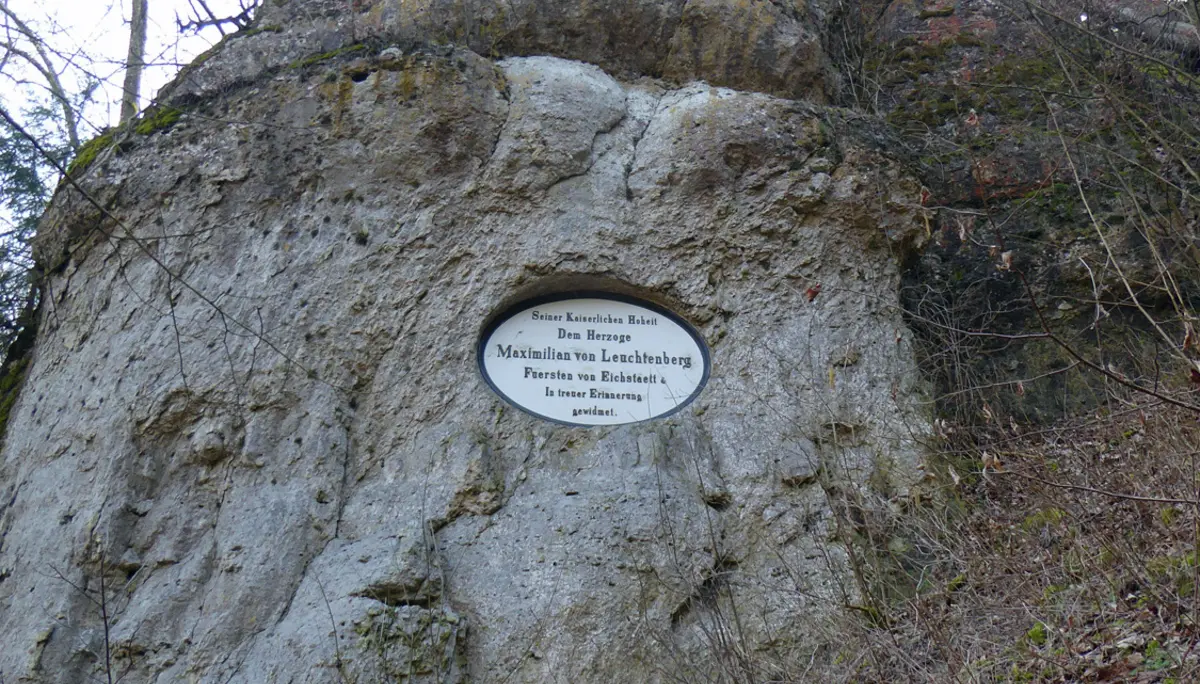 Seiner Kaiserlichen Hoheit
Dem Herzoge
Maximilian von Leuchtenberg
Fuersten von Eichstaett &
In treuer Erinnerung
gewidmet.